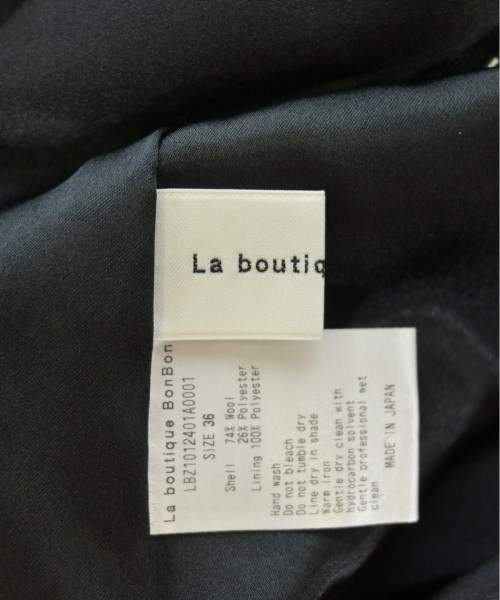 La boutiq
La boutique BonBon
LBZ1012401A0001
SIZE 36
Shell 74% Wool
26% Polyester
Lining 100% Polyester
Hand wash
Do not bleach
Do not tumble dry
Line dry in shade
Warm iron
Gentle dry clean with
hydrocarbon solvent
Gentle professional wet
clean
MADE IN JAPAN